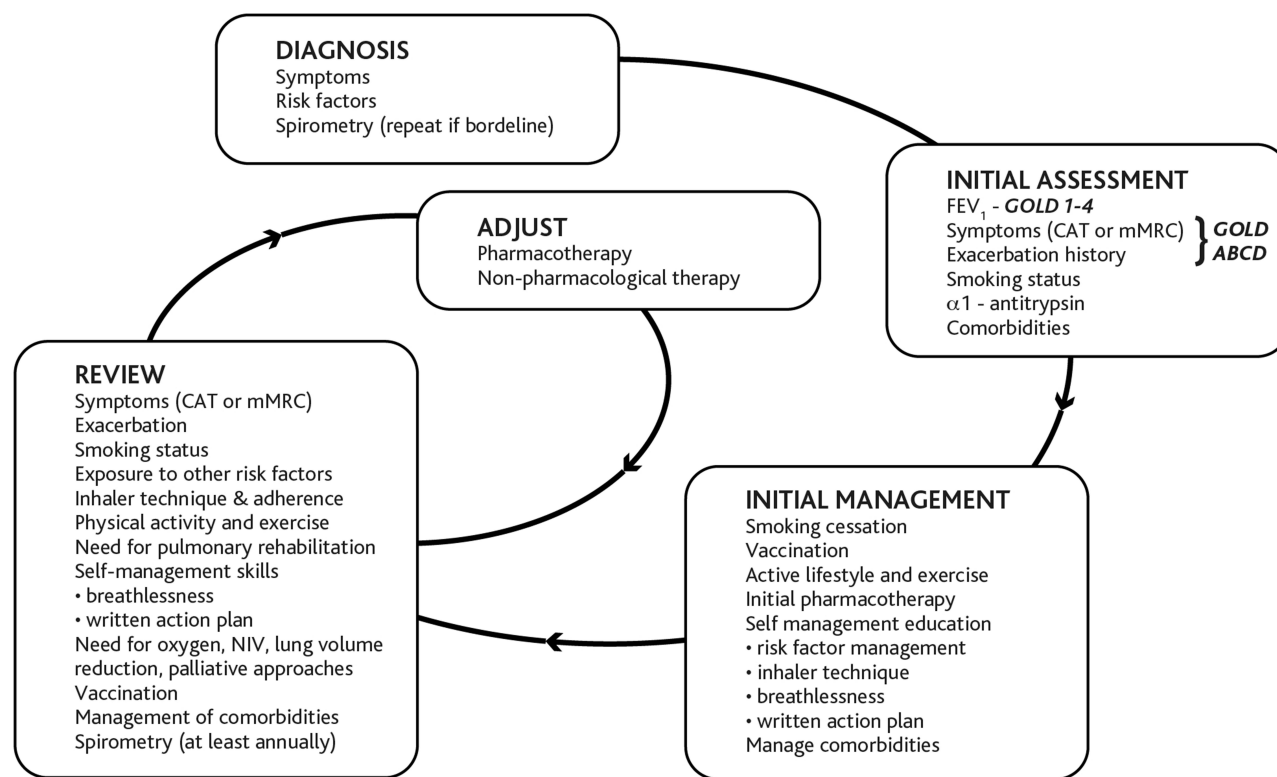 DIAGNOSIS
Symptoms
Risk factors
Spirometry (repeat if bordeline)
INITIAL ASSESSMENT
FEV₁ - GOLD 1-4
Symptoms (CAT or mMRC)
Exacerbation history
} GOLD
ABCD
Smoking status
α1 - antitrypsin
Comorbidities
INITIAL MANAGEMENT
Smoking cessation
Vaccination
Active lifestyle and exercise
Initial pharmacotherapy
Self management education
• risk factor management
• inhaler technique
• breathlessness
• written action plan
Manage comorbidities
REVIEW
Symptoms (CAT or mMRC)
Exacerbation
Smoking status
Exposure to other risk factors
Inhaler technique & adherence
Physical activity and exercise
Need for pulmonary rehabilitation
Self-management skills
• breathlessness
• written action plan
Need for oxygen, NIV, lung volume
reduction, palliative approaches
Vaccination
Management of comorbidities
Spirometry (at least annually)
ADJUST
Pharmacotherapy
Non-pharmacological therapy